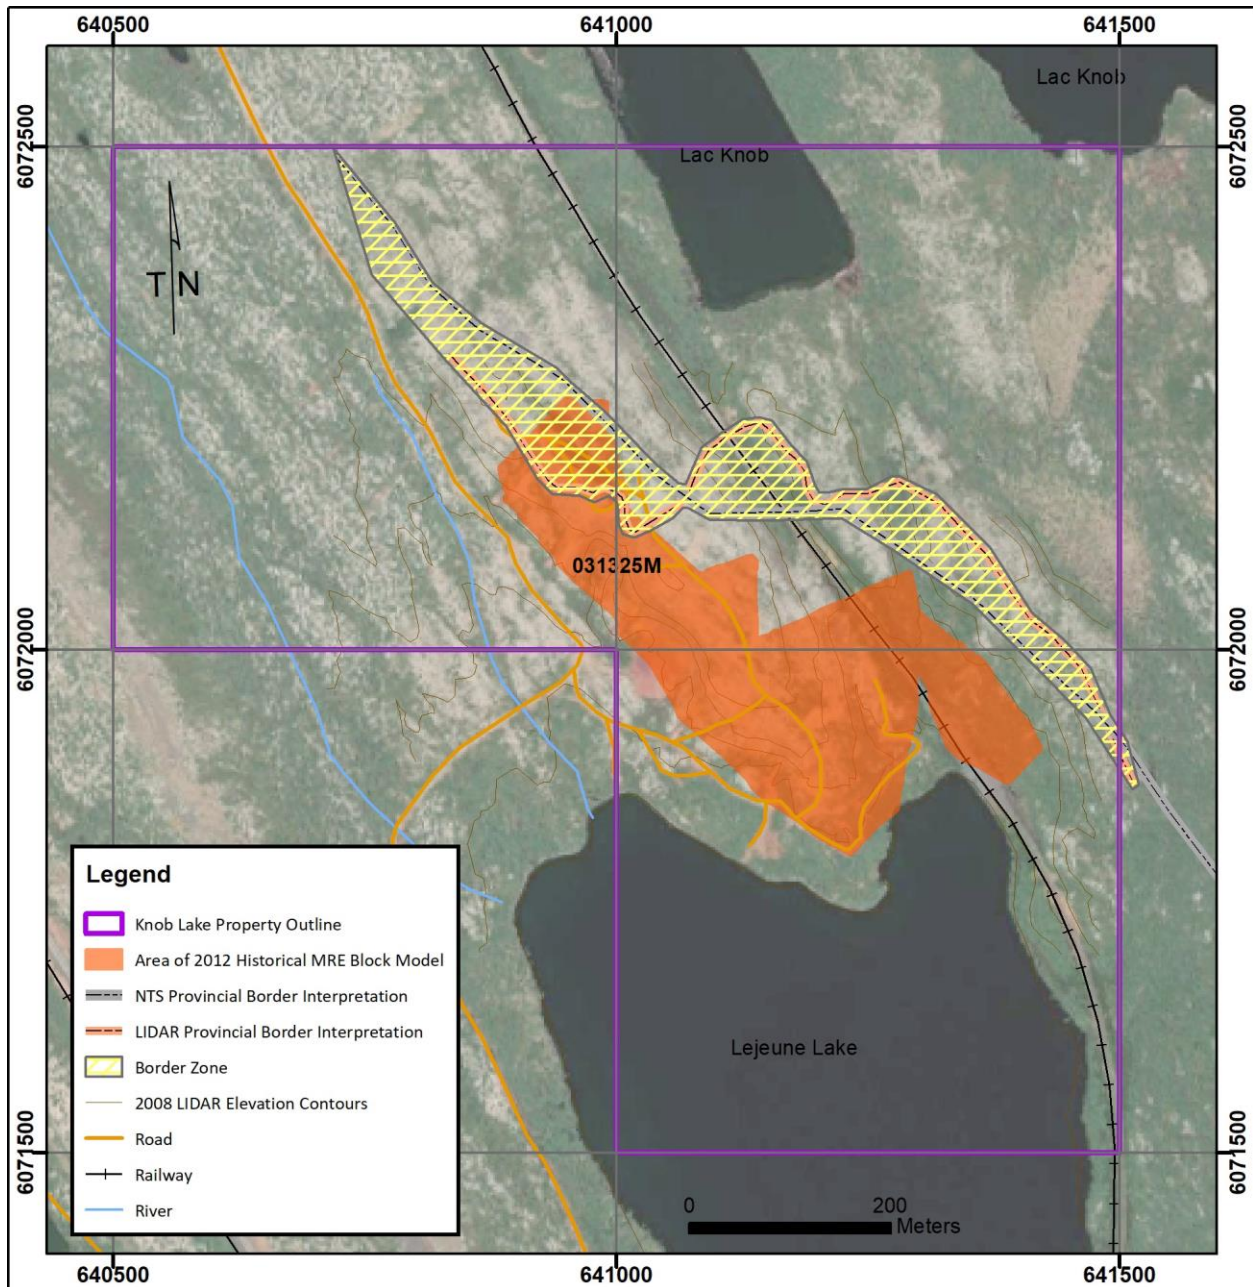 640500 641000 641500
Lac Knob
Lac Knob
6072500 6072500
T N
031325M
6072000 6072000
Legend
Knob Lake Property Outline
Area of 2012 Historical MRE Block Model
NTS Provincial Border Interpretation
LIDAR Provincial Border Interpretation
Border Zone
2008 LIDAR Elevation Contours
Road
Railway
River
Lejeune Lake
6071500 6071500
0 200
Meters
640500 641000 641500